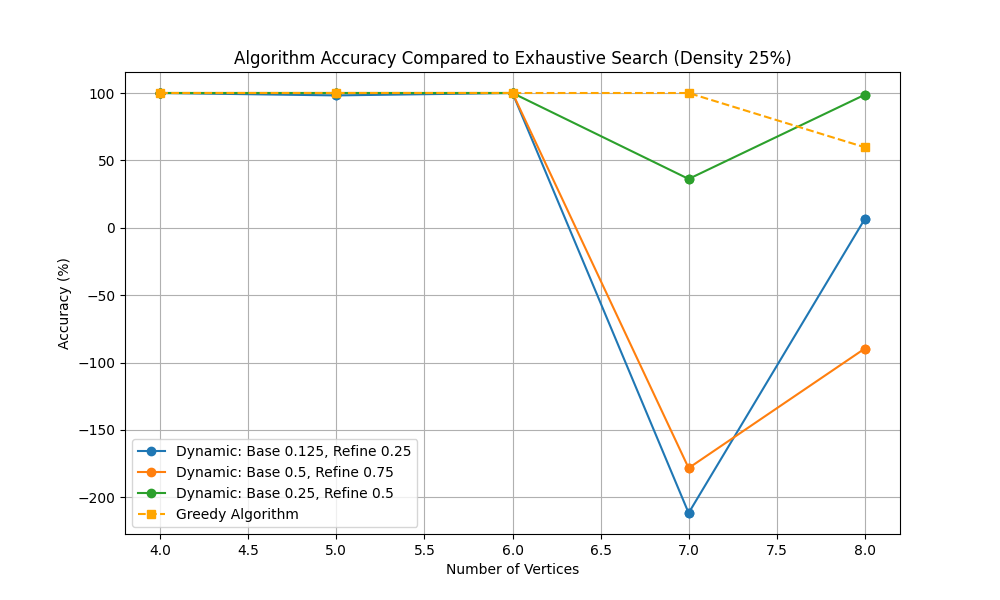 Algorithm Accuracy Compared to Exhaustive Search (Density 25%)
Accuracy (%)
100
50
0
−50
−100
−150
−200
Dynamic: Base 0.125, Refine 0.25
Dynamic: Base 0.5, Refine 0.75
Dynamic: Base 0.25, Refine 0.5
Greedy Algorithm
4.0 4.5 5.0 5.5 6.0 6.5 7.0 7.5 8.0
Number of Vertices